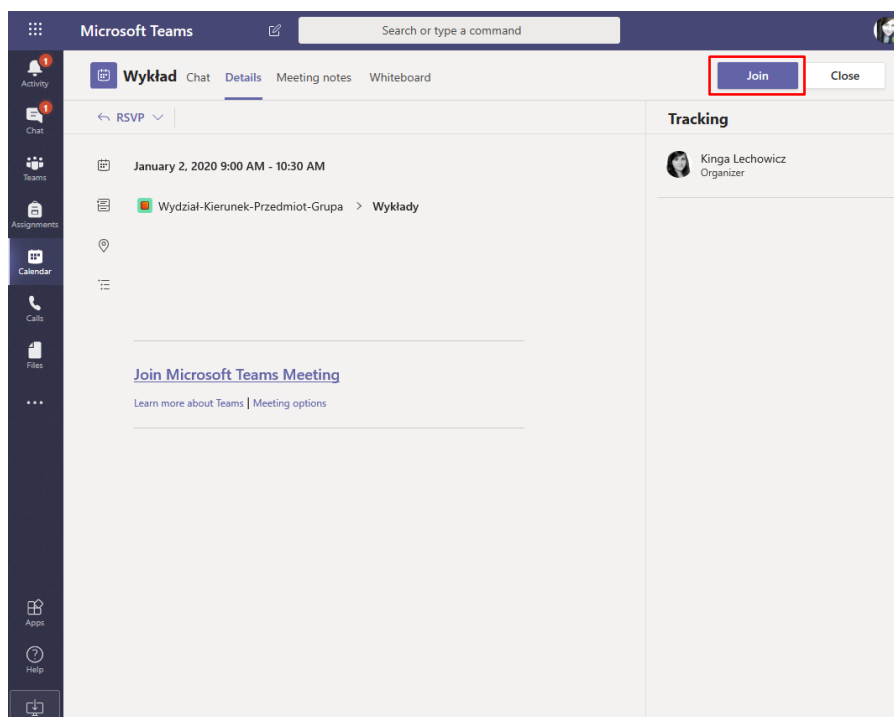 Microsoft Teams
Search or type a command
1
Activity
1
Chat
Teams
Assignments
Calendar
Calls
Files
Apps
Help
Wykład Chat Details Meeting notes Whiteboard
Join Close
RSVP
January 2, 2020 9:00 AM - 10:30 AM
Wydział-Kierunek-Przedmiot-Grupa > Wykłady
Join Microsoft Teams Meeting
Learn more about Teams | Meeting options
Tracking
Kinga Lechowicz
Organizer